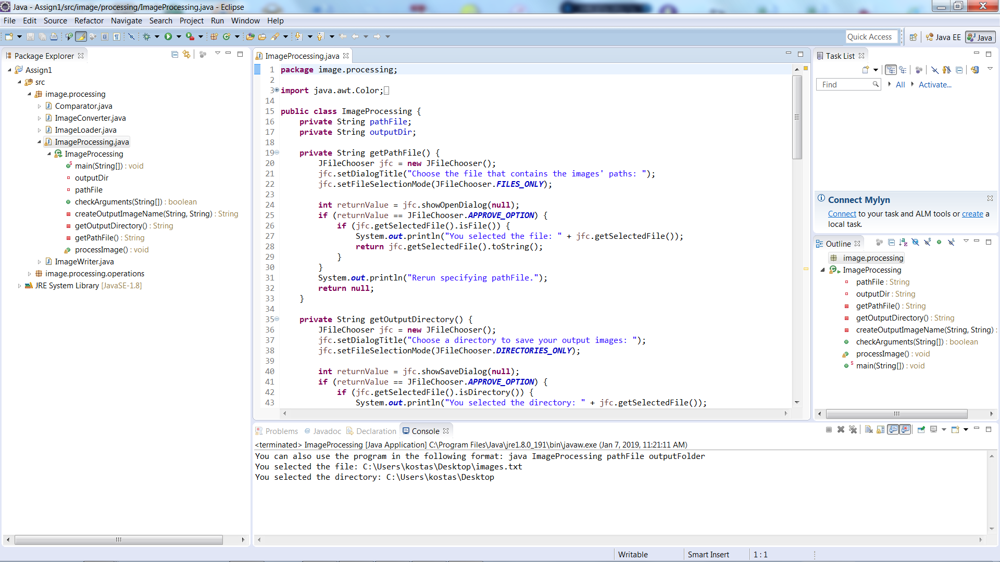 Java - Assign1/src/image/processing/ImageProcessing.java - Eclipse
File Edit Source Refactor Navigate Search Project Run Window Help
Quick Access
Java EE
Java
Package Explorer
Assign1
src
image.processing
Comparator.java
ImageConverter.java
ImageLoader.java
ImageProcessing.java
ImageProcessing
main(String[]) : void
outputDir
pathFile
checkArguments(String[]) : boolean
createOutputImageName(String, String) : String
getOutputDirectory() : String
getPathFile() : String
processImage() : void
ImageWriter.java
image.processing.operations
JRE System Library [JavaSE-1.8]
ImageProcessing.java
1 package image.processing;
2
3 import java.awt.Color;
14
15 public class ImageProcessing {
16 private String pathFile;
17 private String outputDir;
18
19 private String getPathFile() {
20 JFileChooser jfc = new JFileChooser();
21 jfc.setDialogTitle("Choose the file that contains the images' paths: ");
22 jfc.setFileSelectionMode(JFileChooser.FILES_ONLY);
23
24 int returnValue = jfc.showOpenDialog(null);
25 if (returnValue == JFileChooser.APPROVE_OPTION) {
26 if (jfc.getSelectedFile().isFile()) {
27 System.out.println("You selected the file: " + jfc.getSelectedFile());
28 return jfc.getSelectedFile().toString();
29 }
30 }
31 System.out.println("Rerun specifying pathFile.");
32 return null;
33 }
34
35 private String getOutputDirectory() {
36 JFileChooser jfc = new JFileChooser();
37 jfc.setDialogTitle("Choose a directory to save your output images: ");
38 jfc.setFileSelectionMode(JFileChooser.DIRECTORIES_ONLY);
39
40 int returnValue = jfc.showSaveDialog(null);
41 if (returnValue == JFileChooser.APPROVE_OPTION) {
42 if (jfc.getSelectedFile().isDirectory()) {
43 System.out.println("You selected the directory: " + jfc.getSelectedFile());
Task List
Find
All
Activate...
Connect Mylyn
Connect to your task and ALM tools or create a
local task.
Outline
image.processing
ImageProcessing
pathFile : String
outputDir : String
getPathFile() : String
getOutputDirectory() : String
createOutputImageName(String, String) :
checkArguments(String[]) : boolean
processImage() : void
main(String[]) : void
Problems @ Javadoc Declaration Console
<terminated> ImageProcessing [Java Application] C:\Program Files\Java\jre1.8.0_191\bin\javaw.exe (Jan 7, 2019, 11:21:11 AM)
You can also use the program in the following format: java ImageProcessing pathFile outputFolder
You selected the file: C:\Users\kostas\Desktop\images.txt
You selected the directory: C:\Users\kostas\Desktop
Writable
Smart Insert
1 : 1